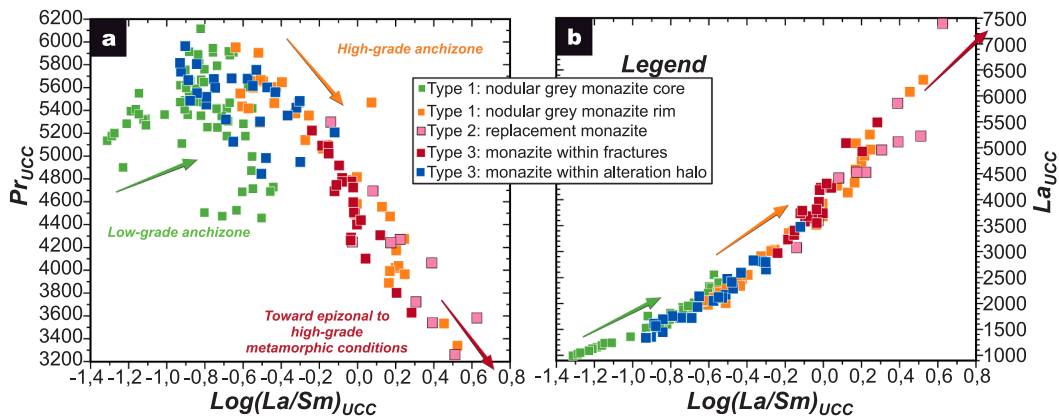 a
6200
6000
5800
5600
5400
5200
5000
4800
4600
4400
4200
4000
3800
3600
3400
3200
Pr_UCC
High-grade anchizone
Low-grade anchizone
Toward epizonal to
high-grade
metamorphic conditions
-1,4 -1,2 -1,0 -0,8 -0,6 -0,4 -0,2 0,0 0,2 0,4 0,6 0,8
Log(La/Sm)_UCC
b
Legend
Type 1: nodular grey monazite core
Type 1: nodular grey monazite rim
Type 2: replacement monazite
Type 3: monazite within fractures
Type 3: monazite within alteration halo
7500
7000
6500
6000
5500
5000
4500
4000
3500
3000
2500
2000
1500
1000
La_UCC
-1,4 -1,2 -1,0 -0,8 -0,6 -0,4 -0,2 0,0 0,2 0,4 0,6 0,8
Log(La/Sm)_UCC